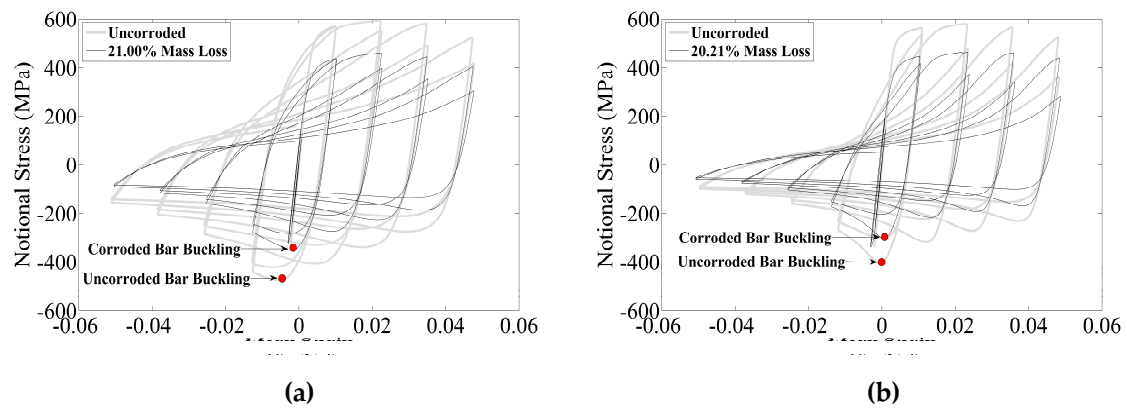 600
400
200
0
-200
-400
-600
-0.06
-0.04
-0.02
0
0.02
0.04
0.06
Notional Stress (MPa)
Uncorroded
21.00% Mass Loss
Corroded Bar Buckling
Uncorroded Bar Buckling
(a)
600
400
200
0
-200
-400
-600
-0.06
-0.04
-0.02
0
0.02
0.04
0.06
Notional Stress (MPa)
Uncorroded
20.21% Mass Loss
Corroded Bar Buckling
Uncorroded Bar Buckling
(b)